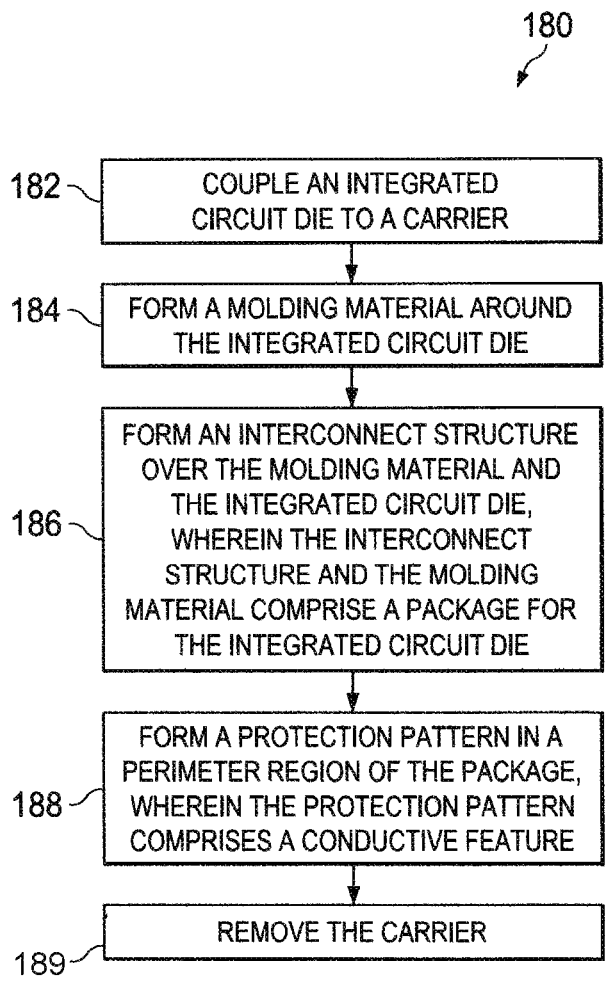 180
182
COUPLE AN INTEGRATED
CIRCUIT DIE TO A CARRIER
184
FORM A MOLDING MATERIAL AROUND
THE INTEGRATED CIRCUIT DIE
186
FORM AN INTERCONNECT STRUCTURE
OVER THE MOLDING MATERIAL AND
THE INTEGRATED CIRCUIT DIE,
WHEREIN THE INTERCONNECT
STRUCTURE AND THE MOLDING
MATERIAL COMPRISE A PACKAGE FOR
THE INTEGRATED CIRCUIT DIE
188
FORM A PROTECTION PATTERN IN A
PERIMETER REGION OF THE PACKAGE,
WHEREIN THE PROTECTION PATTERN
COMPRISES A CONDUCTIVE FEATURE
189
REMOVE THE CARRIER